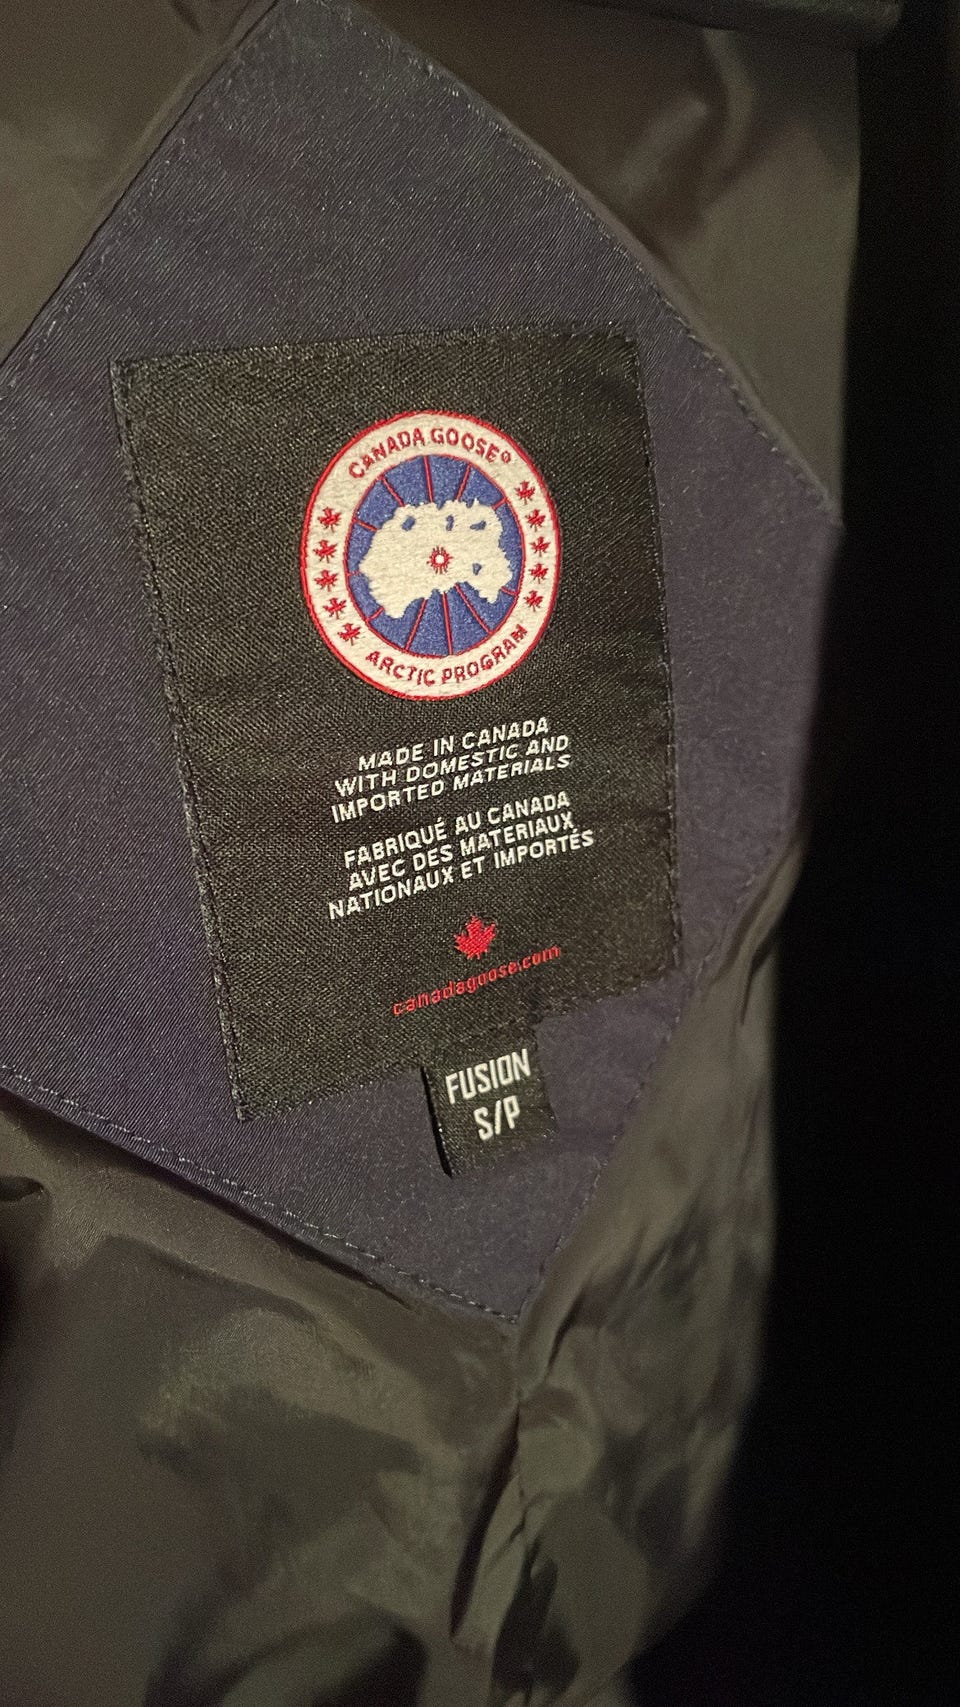 CANADA GOOSE®
ARCTIC PROGRAM
MADE IN CANADA
WITH DOMESTIC AND
IMPORTED MATERIALS
FABRIQUÉ AU CANADA
AVEC DES MATERIAUX
NATIONAUX ET IMPORTÉS
canadagoose.com
FUSION
S/P